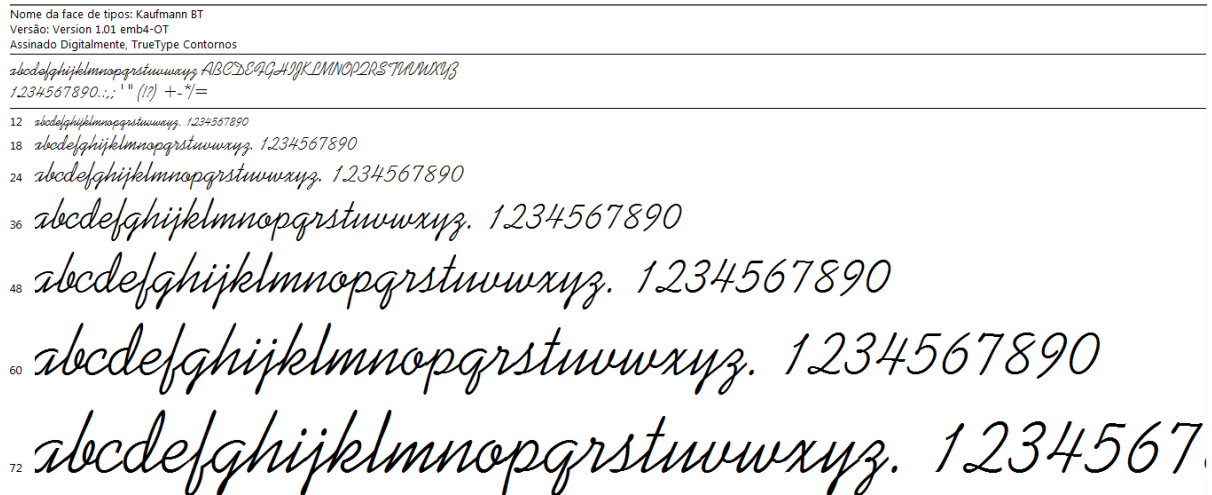 Nome da face de tipos: Kaufmann BT
Versão: Version 1.01 emb4-OT
Assinado Digitalmente, TrueType Contornos
abcdefghijklmnopqrstuvwxyz ABCDEFGHIJKLMNOPQRSTUVWXYZ
1234567890.:,; ' " (!?) +-*/=
12 abcdefghijklmnopqrstuvwxyz. 1234567890
18 abcdefghijklmnopqrstuvwxyz. 1234567890
24 abcdefghijklmnopqrstuvwxyz. 1234567890
36 abcdefghijklmnopqrstuvwxyz. 1234567890
48 abcdefghijklmnopqrstuvwxyz. 1234567890
60 abcdefghijklmnopqrstuvwxyz. 1234567890
72 abcdefghijklmnopqrstuvwxyz. 1234567